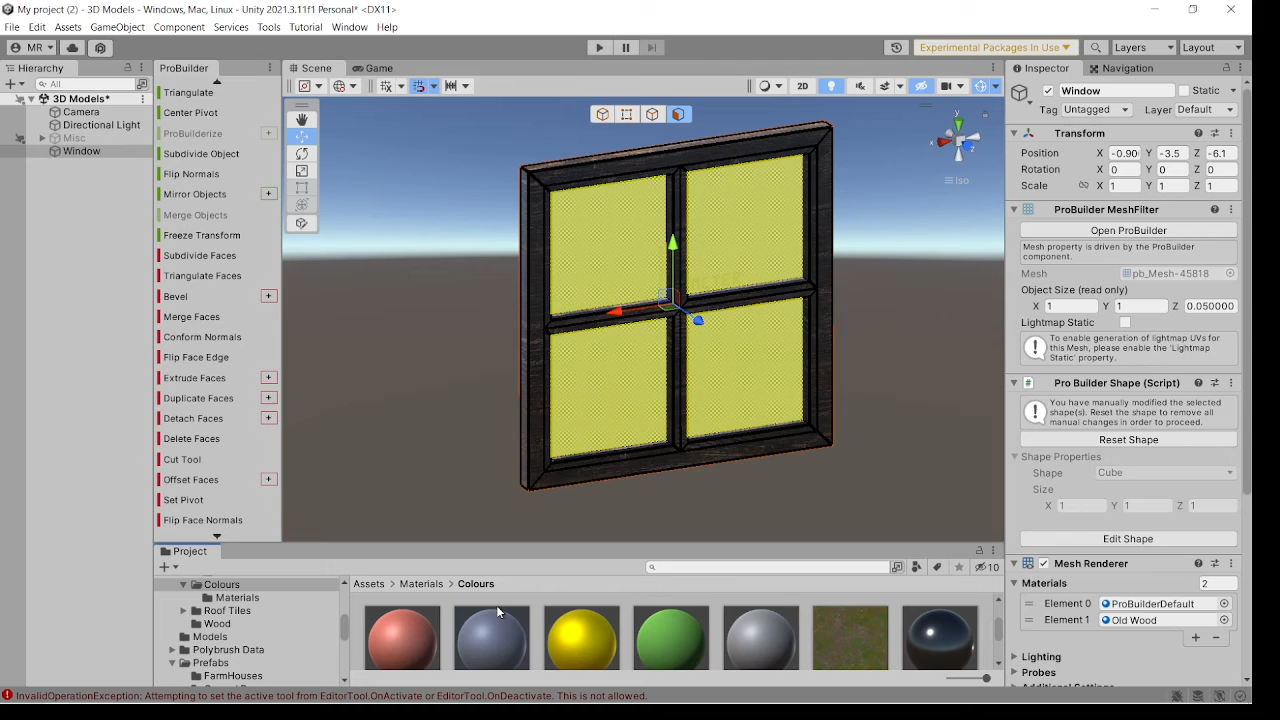 My project (2) - 3D Models - Windows, Mac, Linux - Unity 2021.3.11f1 Personal* <DX11>
File Edit Assets GameObject Component Services Tools Tutorial Window Help
MR Experimental Packages In Use Layers Layout
Hierarchy
All
3D Models*
Camera
Directional Light
Misc
Window
ProBuilder
Triangulate
Center Pivot
ProBuilderize
Subdivide Object
Flip Normals
Mirror Objects
Merge Objects
Freeze Transform
Subdivide Faces
Triangulate Faces
Bevel
Merge Faces
Conform Normals
Flip Face Edge
Extrude Faces
Duplicate Faces
Detach Faces
Delete Faces
Cut Tool
Offset Faces
Set Pivot
Flip Face Normals
Scene Game
2D
y
x
z
Iso
Inspector Navigation
Window Static
Tag Untagged Layer Default
Transform
Position X -0.90 Y -3.5 Z -6.1
Rotation X 0 Y 0 Z 0
Scale X 1 Y 1 Z 1
ProBuilder MeshFilter
Open ProBuilder
Mesh property is driven by the ProBuilder
component.
Mesh pb_Mesh-45818
Object Size (read only)
X 1 Y 1 Z 0.050000
Lightmap Static
To enable generation of lightmap UVs for
this Mesh, please enable the 'Lightmap
Static' property.
Pro Builder Shape (Script)
You have manually modified the selected
shape(s). Reset the shape to remove all
manual changes in order to proceed.
Reset Shape
Shape Properties
Shape Cube
Size
X 1 Y 1 Z 1
Edit Shape
Mesh Renderer
Materials 2
Element 0 ProBuilderDefault
Element 1 Old Wood
Lighting
Probes
Project
10
Colours
Materials
Roof Tiles
Wood
Models
Polybrush Data
Prefabs
FarmHouses
Assets > Materials > Colours
InvalidOperationException: Attempting to set the active tool from EditorTool.OnActivate or EditorTool.OnDeactivate. This is not allowed.